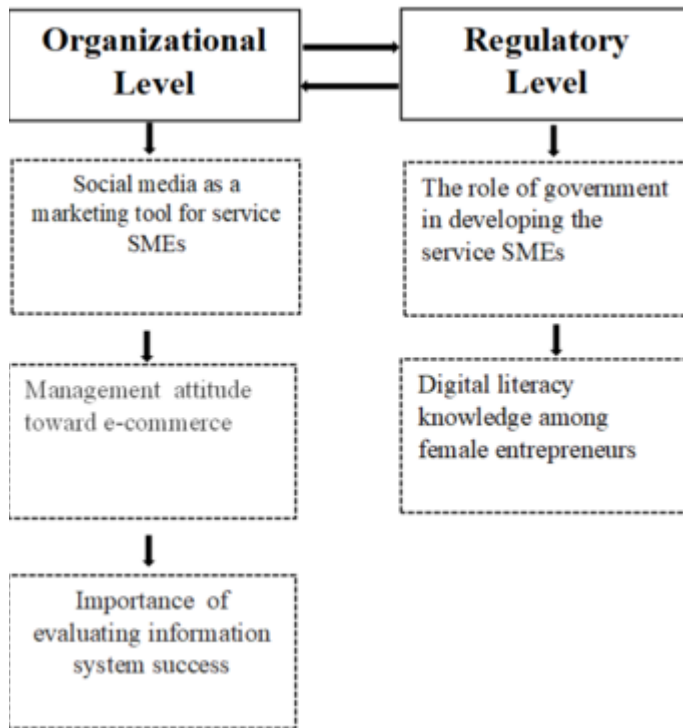 Organizational
Level
Regulatory
Level
Social media as a
marketing tool for service
SMEs
The role of government
in developing the
service SMEs
Management attitude
toward e-commerce
Digital literacy
knowledge among
female entrepreneurs
Importance of
evaluating information
system success